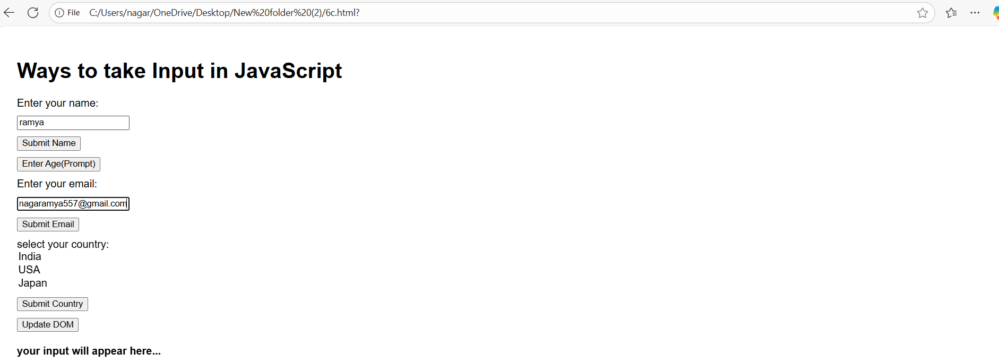 File C:/Users/nagar/OneDrive/Desktop/New%20folder%20(2)/6c.html?
Ways to take Input in JavaScript
Enter your name:
ramya
Submit Name
Enter Age(Prompt)
Enter your email:
nagaramya557@gmail.com
Submit Email
select your country:
India
USA
Japan
Submit Country
Update DOM
your input will appear here...